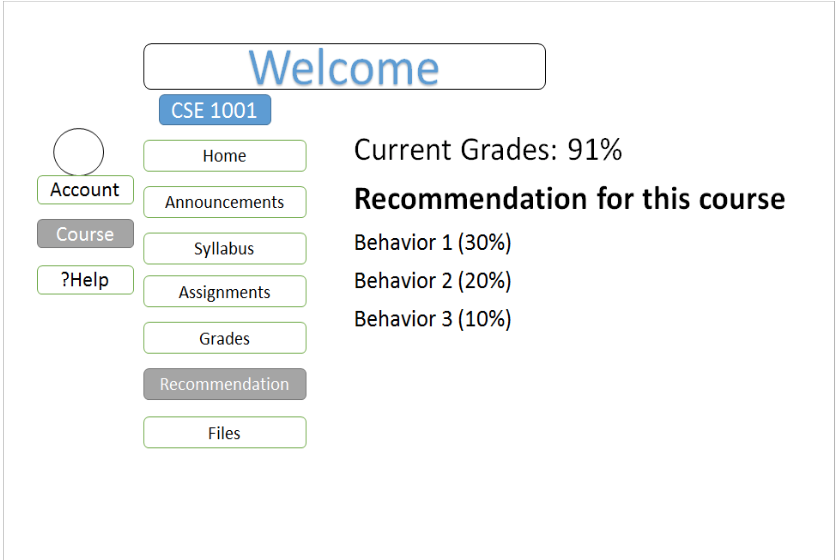 Welcome
CSE 1001
Account
Course
?Help
Home
Announcements
Syllabus
Assignments
Grades
Recommendation
Files
Current Grades: 91%
Recommendation for this course
Behavior 1 (30%)
Behavior 2 (20%)
Behavior 3 (10%)